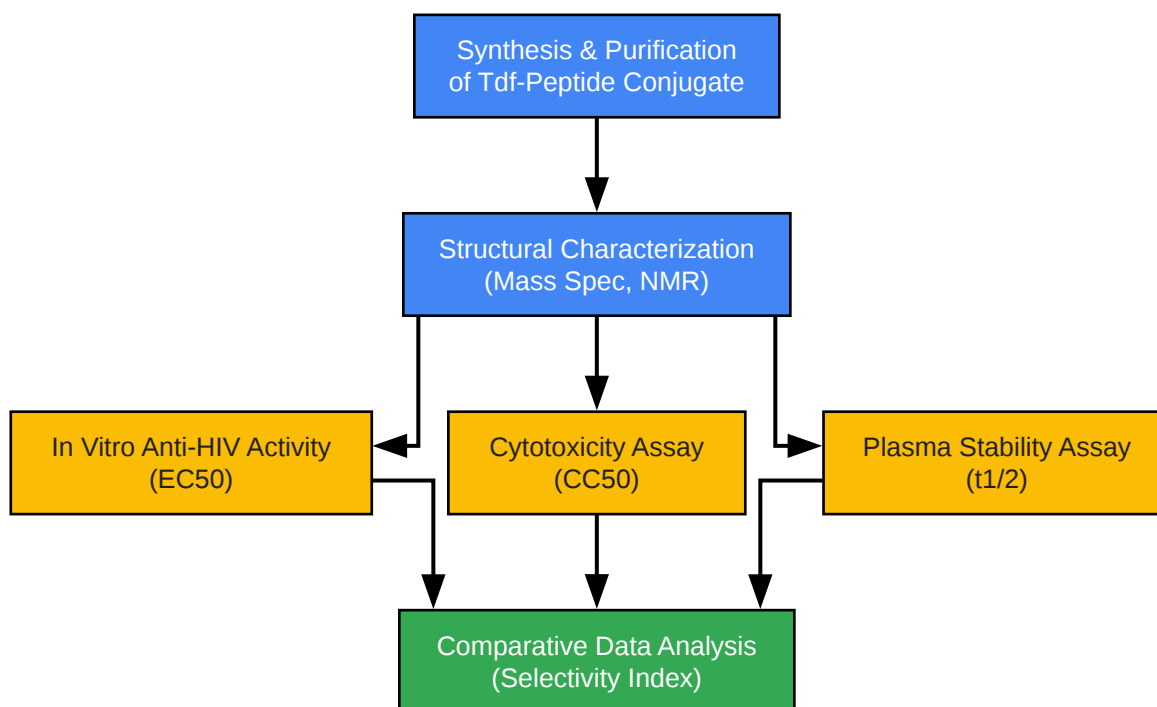 Synthesis & Purification
of Tdf-Peptide Conjugate
Structural Characterization
(Mass Spec, NMR)
In Vitro Anti-HIV Activity
(EC50)
Cytotoxicity Assay
(CC50)
Plasma Stability Assay
(t1/2)
Comparative Data Analysis
(Selectivity Index)